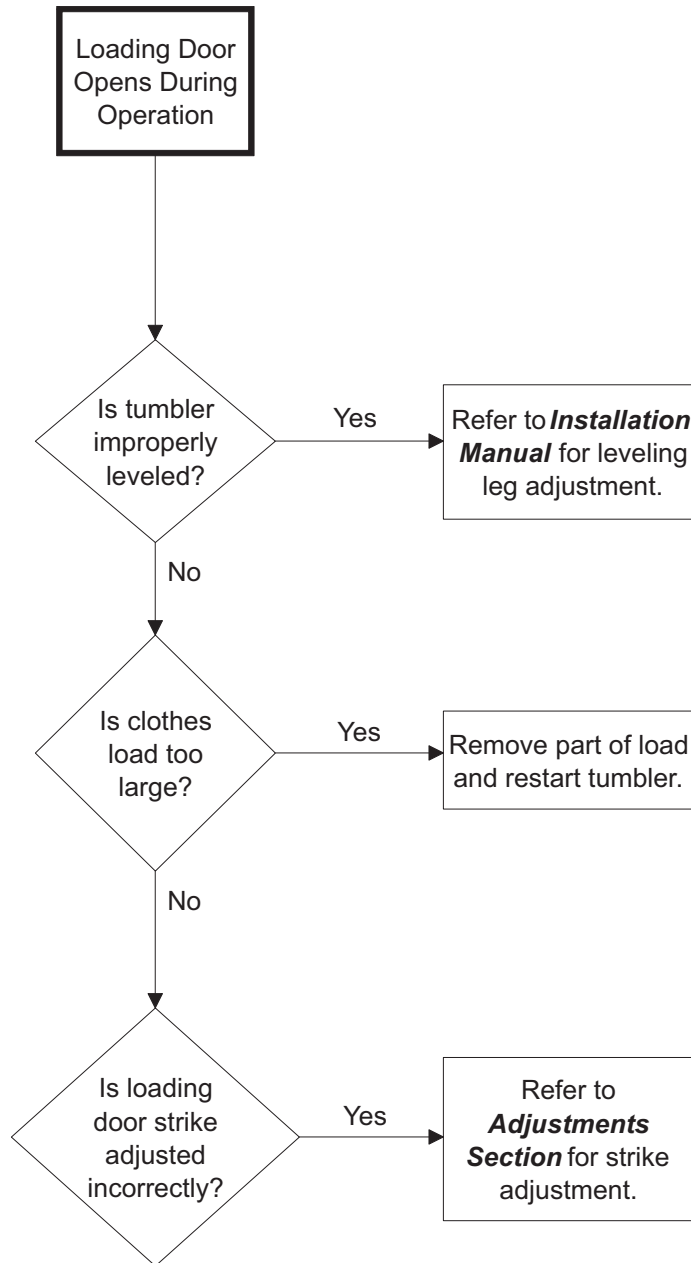 Loading Door
Opens During
Operation
Is tumbler
improperly
leveled?
Yes
Refer to Installation
Manual for leveling
leg adjustment.
No
Is clothes
load too
large?
Yes
Remove part of load
and restart tumbler.
No
Is loading
door strike
adjusted
incorrectly?
Yes
Refer to
Adjustments
Section for strike
adjustment.